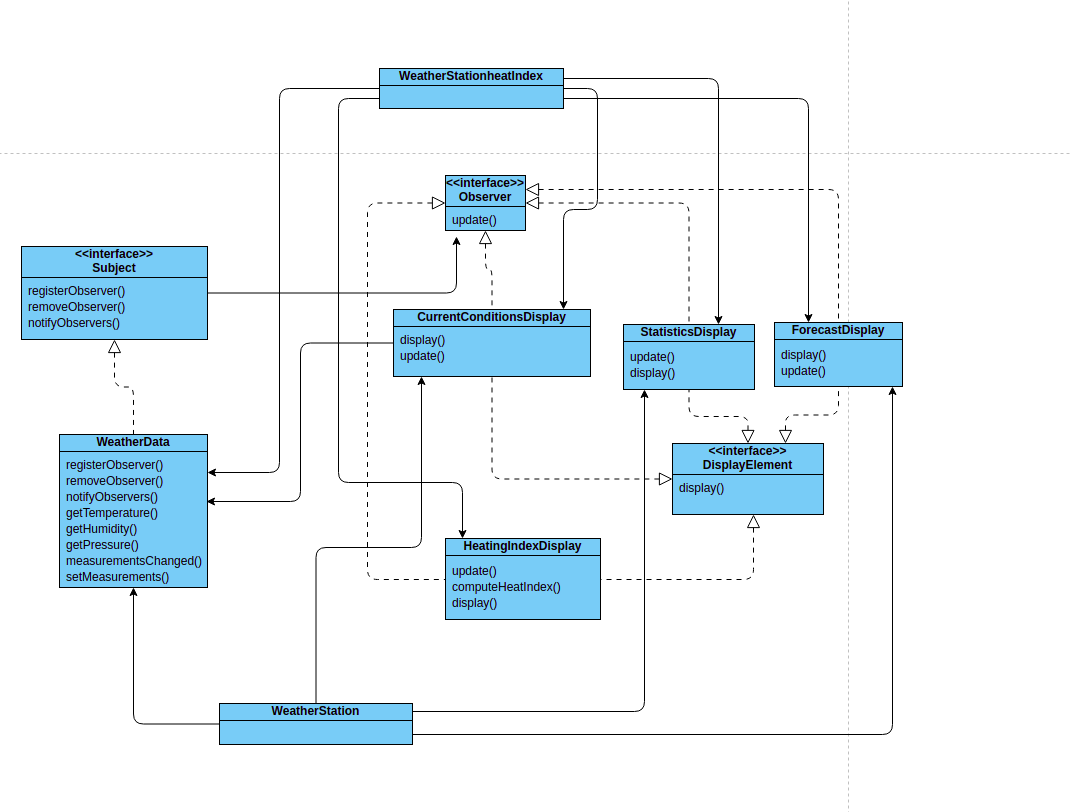 WeatherStationheatIndex
<<interface>>
Observer
update()
<<interface>>
Subject
registerObserver()
removeObserver()
notifyObservers()
CurrentConditionsDisplay
display()
update()
StatisticsDisplay
update()
display()
ForecastDisplay
display()
update()
WeatherData
registerObserver()
removeObserver()
notifyObservers()
getTemperature()
getHumidity()
getPressure()
measurementsChanged()
setMeasurements()
<<interface>>
DisplayElement
display()
HeatingIndexDisplay
update()
computeHeatIndex()
display()
WeatherStation